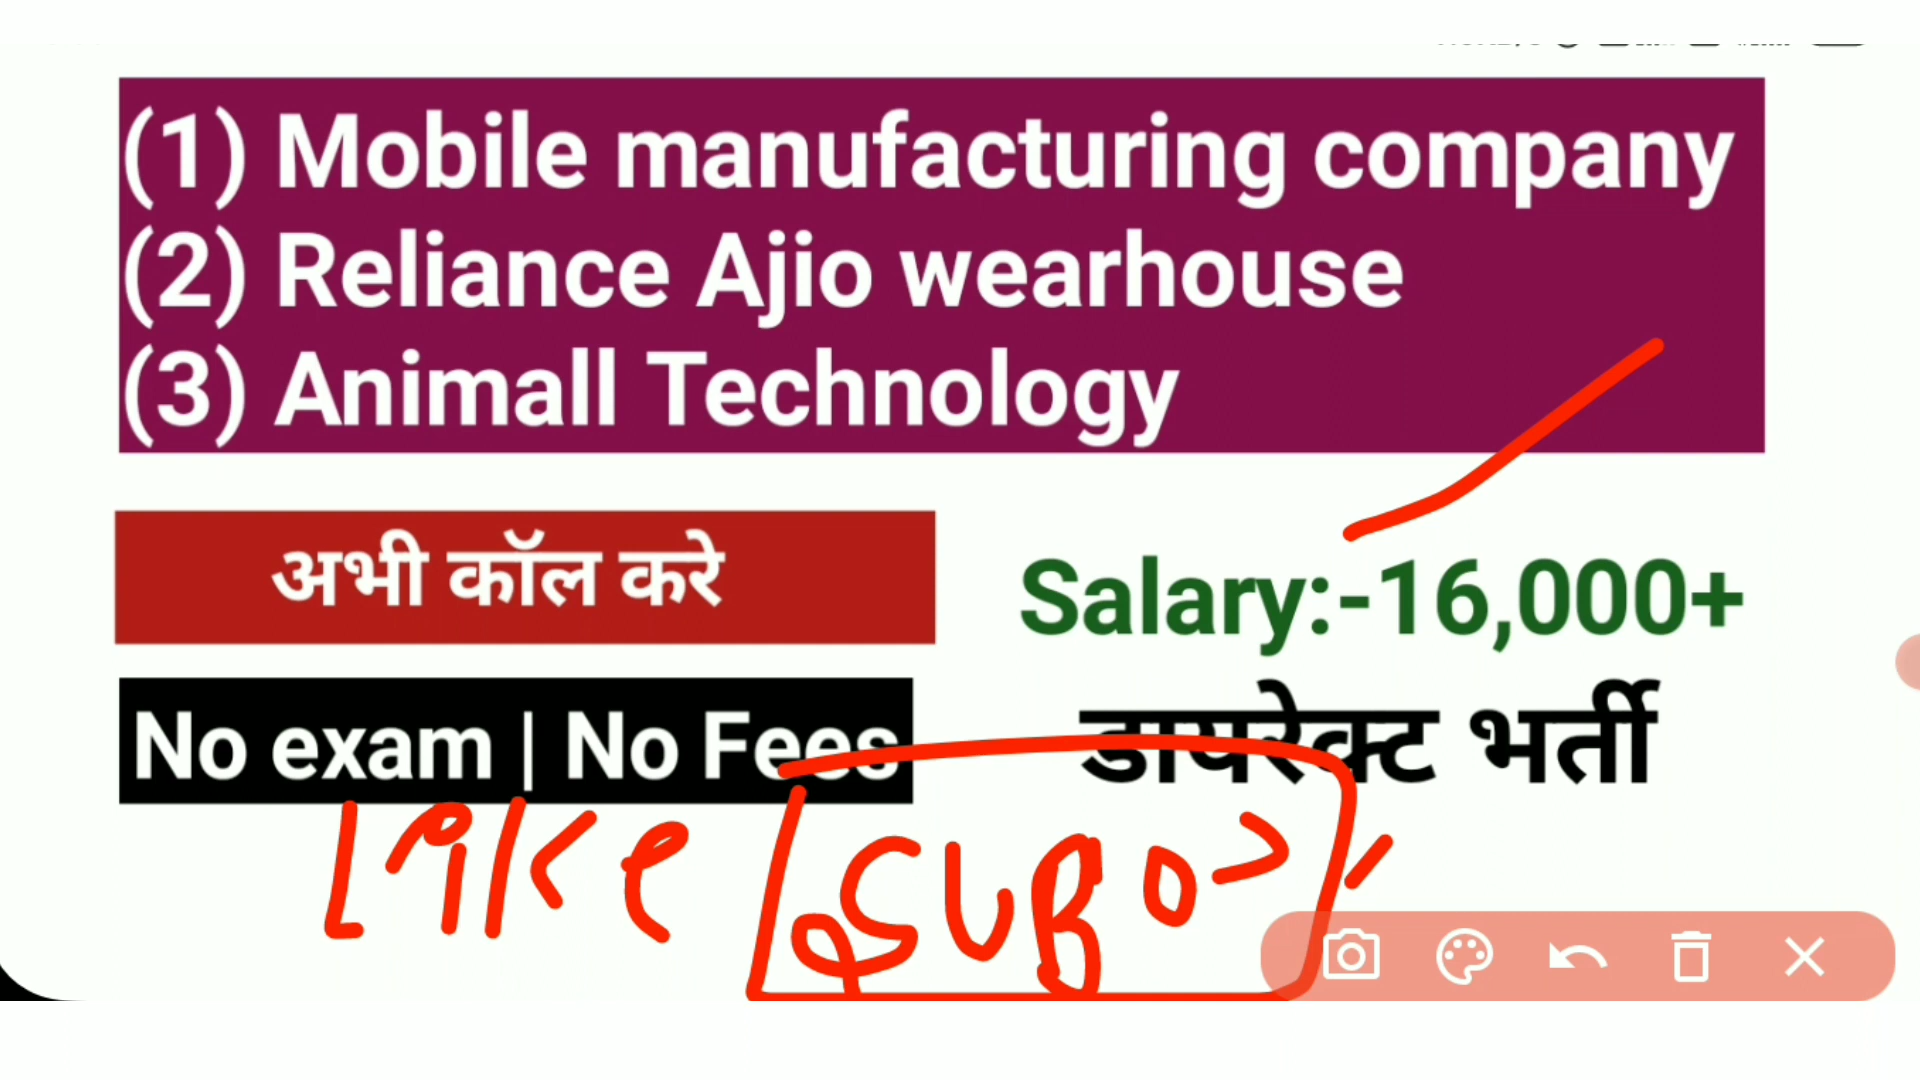 (1) Mobile manufacturing company
(2) Reliance Ajio wearhouse
(3) Animall Technology
अभी कॉल करे
Salary:-16,000+
No exam | No Fees
डायरेक्ट भर्ती
Like